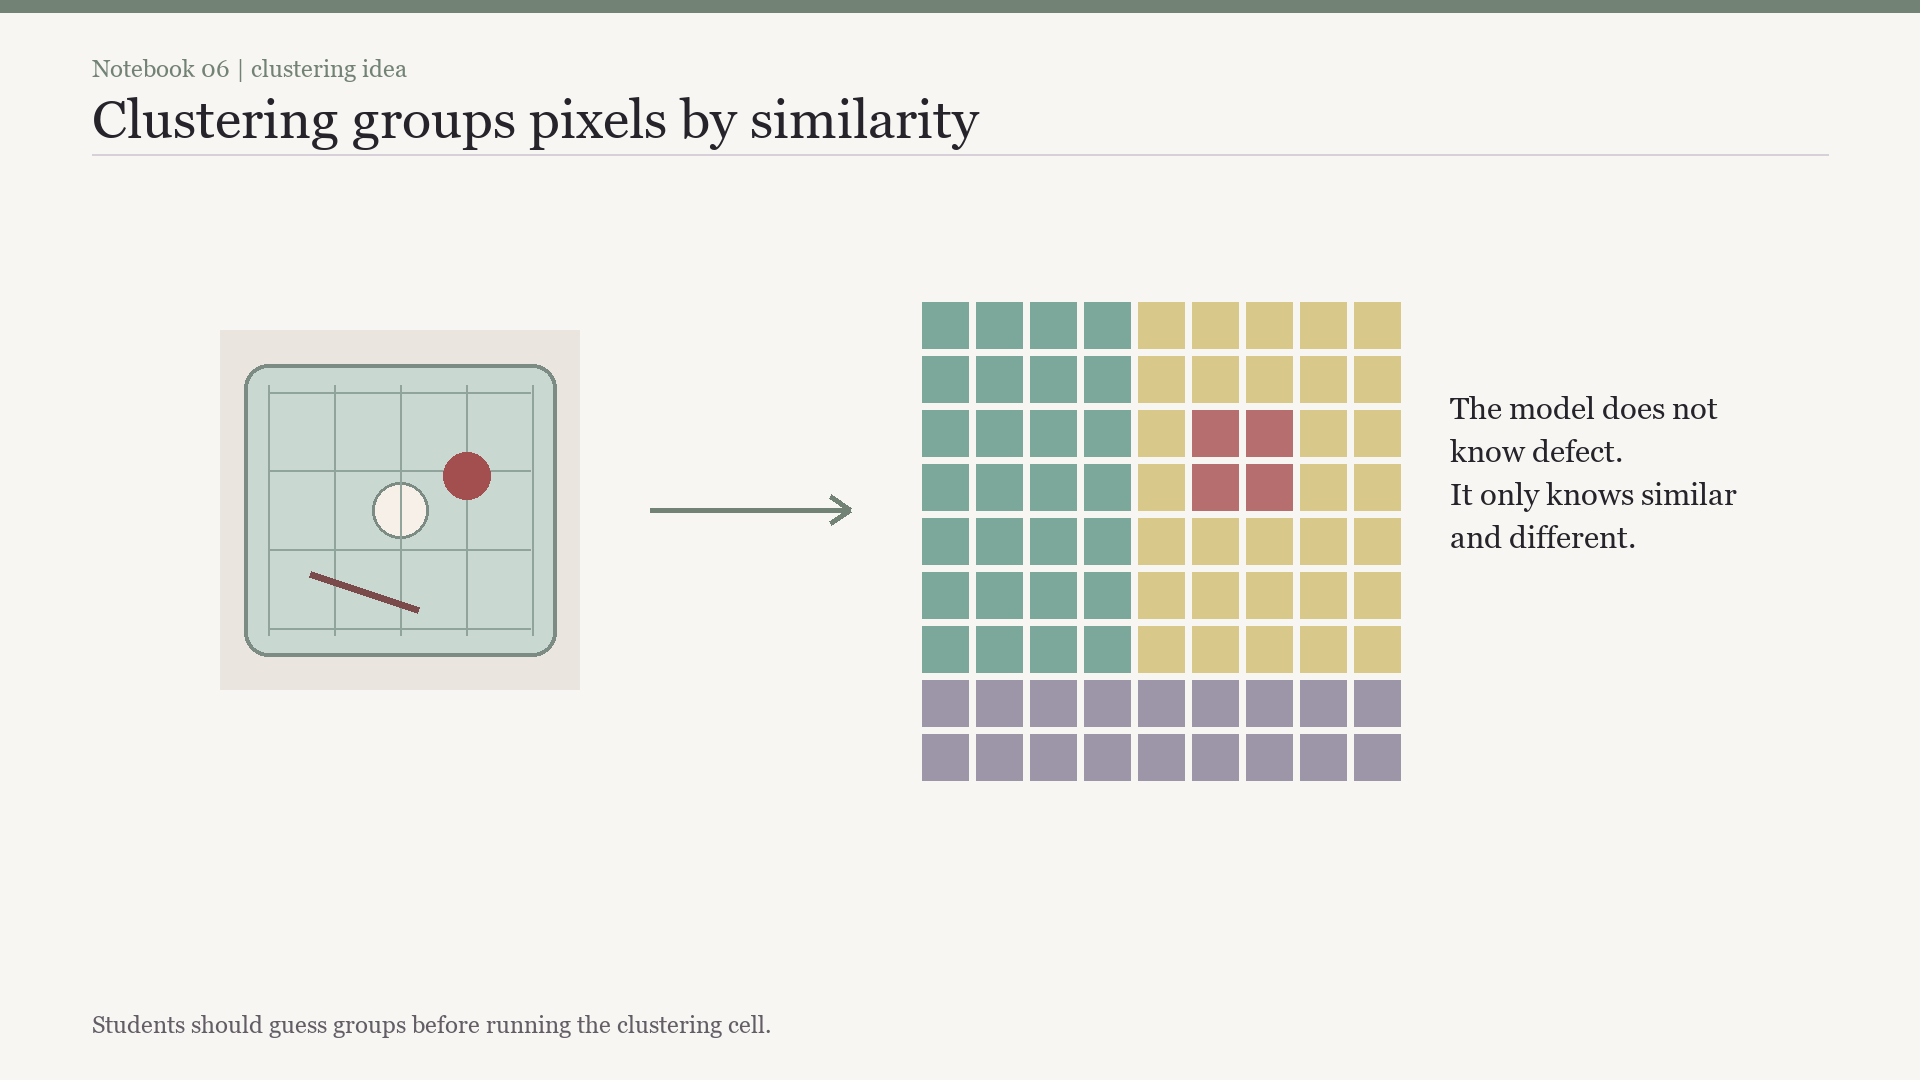 Notebook 06 | clustering idea
Clustering groups pixels by similarity
The model does not
know defect.
It only knows similar
and different.
Students should guess groups before running the clustering cell.